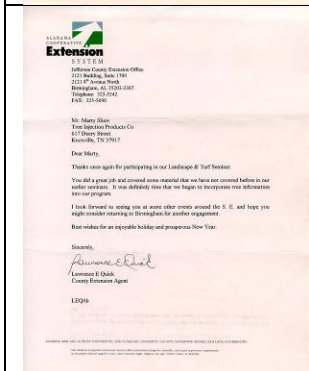 ALABAMA
COOPERATIVE
Extension
SYSTEM
Jefferson County Extension Office
2121 Building, Suite 1700
2121 8th Avenue North
Birmingham, AL 35203-2387
Telephone 325-5342
FAX 325-5690
Mr. Marty Shaw
Tree Injection Products Co
617 Deery Street
Knoxville, TN 37917
Dear Marty,
Thanks once again for participating in our Landscape & Turf Seminar.
You did a great job and covered some material that we have not covered before in our
earlier seminars. It was definitely time that we began to incorporate tree information
into our program.
I look forward to seeing you at some other events around the S. E. and hope you
might consider returning to Birmingham for another engagement.
Best wishes for an enjoyable holiday and prosperous New Year.
Sincerely,
Lawrence E Quick
Lawrence E Quick
County Extension Agent
LEQ/tb